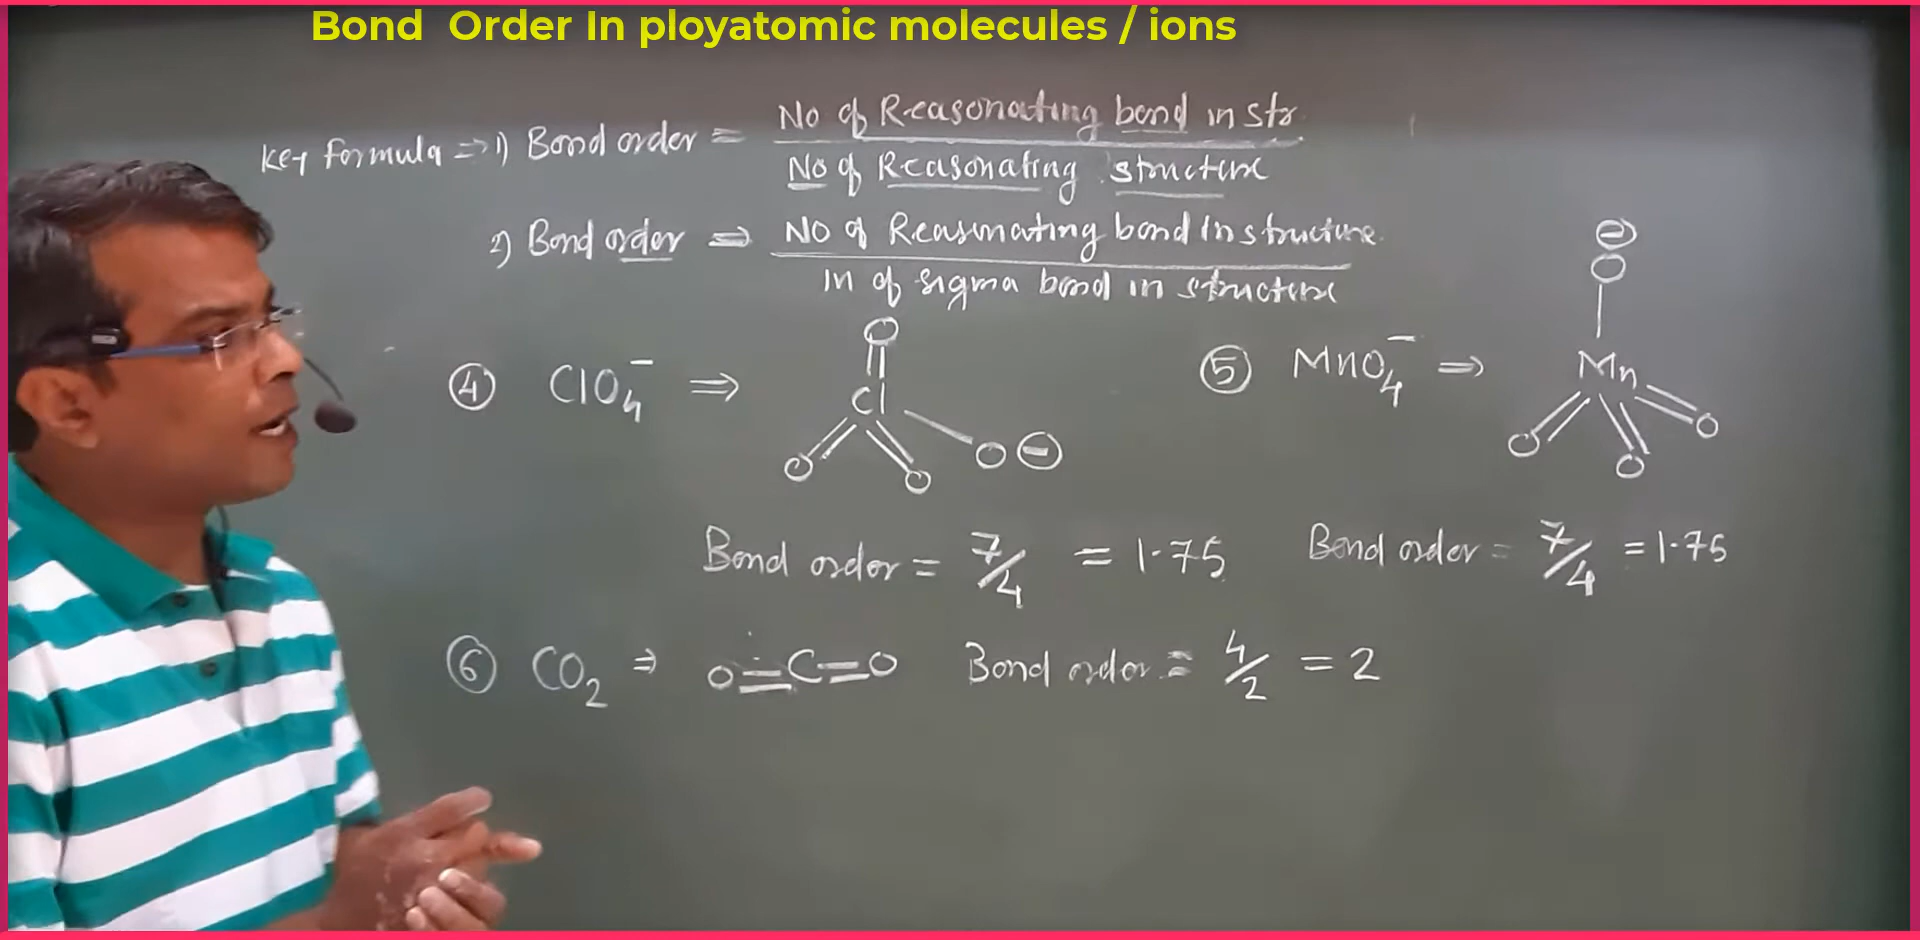 Bond Order In ployatomic molecules / ions
Key formula ⇒ 1) Bond order = No of Reasonating bond in str. / No of Reasonating structure
2) Bond order ⇒ No of Reasonating bond In structure. / In of sigma bond in structure
④ ClO₄⁻ ⇒
O
Cl
O O O ⊖
⑤ MnO₄⁻ ⇒
⊖
O
Mn
O O O
Bond order = 7/4 = 1.75
Bond order = 7/4 = 1.75
⑥ CO₂ ⇒ O=C=O Bond order = 4/2 = 2